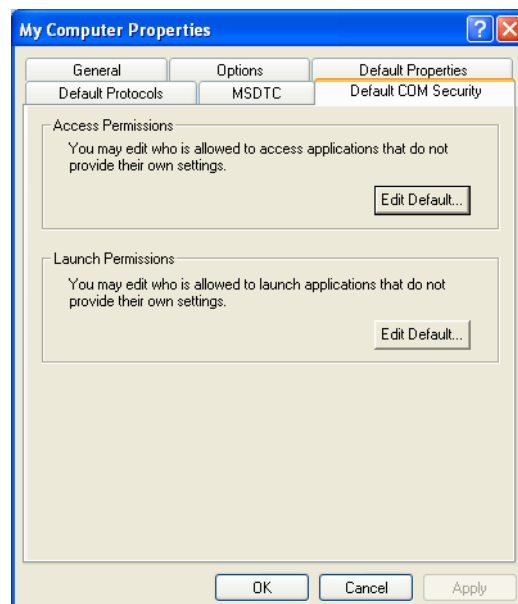 My Computer Properties
General Options Default Properties
Default Protocols MSDTC Default COM Security
Access Permissions
You may edit who is allowed to access applications that do not
provide their own settings.
Edit Default...
Launch Permissions
You may edit who is allowed to launch applications that do not
provide their own settings.
Edit Default...
OK Cancel Apply